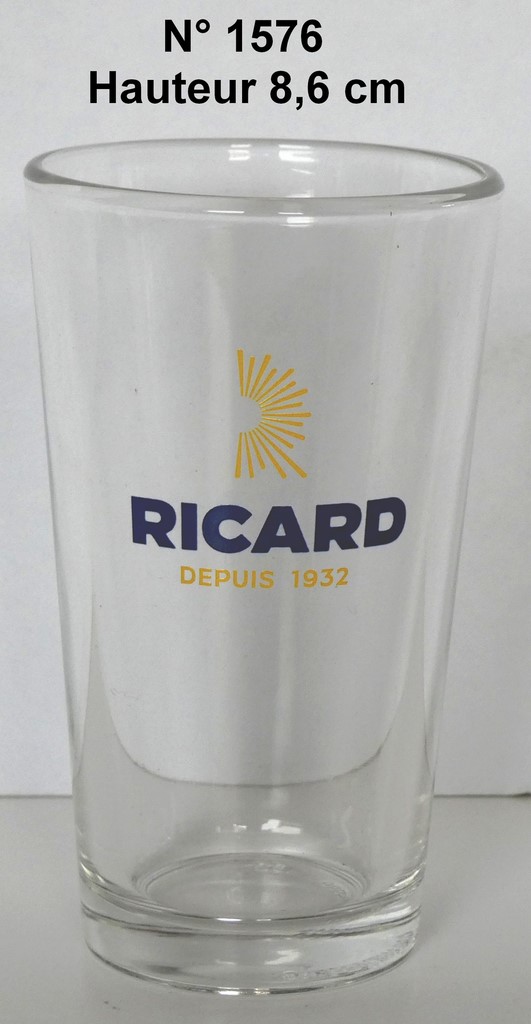 N° 1576
Hauteur 8,6 cm
RICARD
DEPUIS 1932